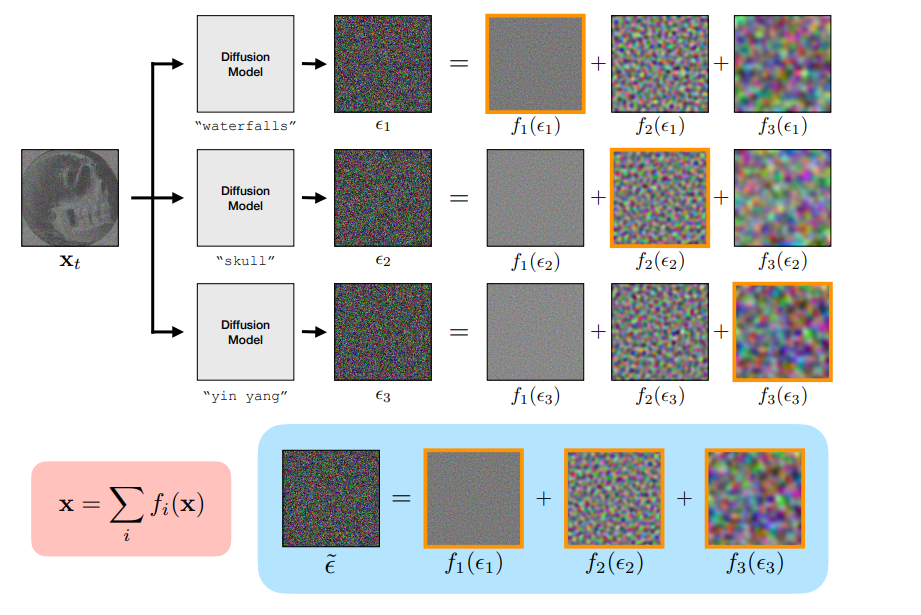 Diffusion
Model
ϵ₁ = f₁(ϵ₁) + f₂(ϵ₁) + f₃(ϵ₁)
“waterfalls”
Diffusion
Model
xₜ
ϵ₂ = f₁(ϵ₂) + f₂(ϵ₂) + f₃(ϵ₂)
“skull”
Diffusion
Model
ϵ₃ = f₁(ϵ₃) + f₂(ϵ₃) + f₃(ϵ₃)
“yin yang”
x = ∑ᵢ fᵢ(x)
ϵ̃ = f₁(ϵ₁) + f₂(ϵ₂) + f₃(ϵ₃)